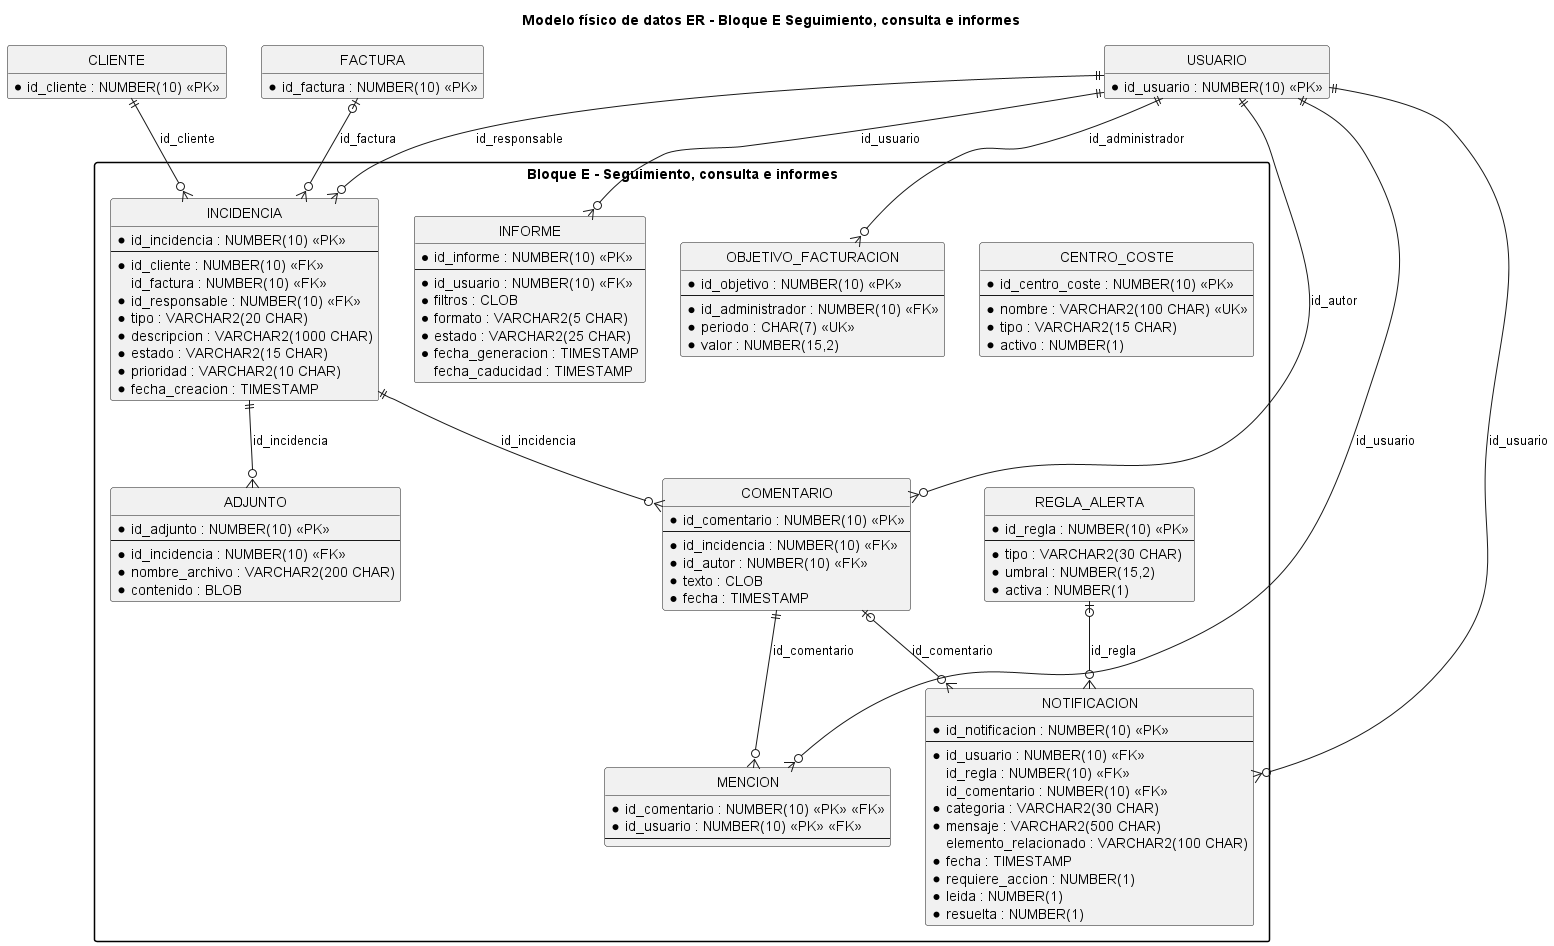 Modelo físico de datos ER - Bloque E Seguimiento, consulta e informes
CLIENTE
id_cliente : NUMBER(10) «PK»
FACTURA
id_factura : NUMBER(10) «PK»
USUARIO
id_usuario : NUMBER(10) «PK»
id_cliente
id_factura
id_responsable
id_usuario
id_administrador
Bloque E - Seguimiento, consulta e informes
INCIDENCIA
id_incidencia : NUMBER(10) «PK»
id_cliente : NUMBER(10) «FK»
id_factura : NUMBER(10) «FK»
id_responsable : NUMBER(10) «FK»
tipo : VARCHAR2(20 CHAR)
descripcion : VARCHAR2(1000 CHAR)
estado : VARCHAR2(15 CHAR)
prioridad : VARCHAR2(10 CHAR)
fecha_creacion : TIMESTAMP
INFORME
id_informe : NUMBER(10) «PK»
id_usuario : NUMBER(10) «FK»
filtros : CLOB
formato : VARCHAR2(5 CHAR)
estado : VARCHAR2(25 CHAR)
fecha_generacion : TIMESTAMP
fecha_caducidad : TIMESTAMP
OBJETIVO_FACTURACION
id_objetivo : NUMBER(10) «PK»
id_administrador : NUMBER(10) «FK»
periodo : CHAR(7) «UK»
valor : NUMBER(15,2)
CENTRO_COSTE
id_centro_coste : NUMBER(10) «PK»
nombre : VARCHAR2(100 CHAR) «UK»
tipo : VARCHAR2(15 CHAR)
activo : NUMBER(1)
id_autor
id_incidencia
id_incidencia
id_usuario
id_usuario
ADJUNTO
id_adjunto : NUMBER(10) «PK»
id_incidencia : NUMBER(10) «FK»
nombre_archivo : VARCHAR2(200 CHAR)
contenido : BLOB
COMENTARIO
id_comentario : NUMBER(10) «PK»
id_incidencia : NUMBER(10) «FK»
id_autor : NUMBER(10) «FK»
texto : CLOB
fecha : TIMESTAMP
REGLA_ALERTA
id_regla : NUMBER(10) «PK»
tipo : VARCHAR2(30 CHAR)
umbral : NUMBER(15,2)
activa : NUMBER(1)
id_comentario
id_comentario
id_regla
MENCION
id_comentario : NUMBER(10) «PK» «FK»
id_usuario : NUMBER(10) «PK» «FK»
NOTIFICACION
id_notificacion : NUMBER(10) «PK»
id_usuario : NUMBER(10) «FK»
id_regla : NUMBER(10) «FK»
id_comentario : NUMBER(10) «FK»
categoria : VARCHAR2(30 CHAR)
mensaje : VARCHAR2(500 CHAR)
elemento_relacionado : VARCHAR2(100 CHAR)
fecha : TIMESTAMP
requiere_accion : NUMBER(1)
leida : NUMBER(1)
resuelta : NUMBER(1)